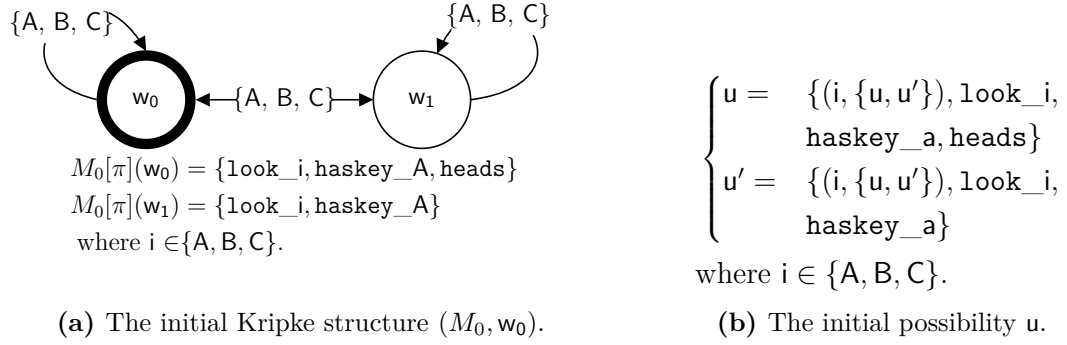 {A, B, C}
{A, B, C}
w₀
{A, B, C}
w₁
M₀[π](w₀) = {look_i, haskey_A, heads}
M₀[π](w₁) = {look_i, haskey_A}
where i ∈{A, B, C}.
(a) The initial Kripke structure (M₀, w₀).
u = {(i, {u, u′}), look_i,
haskey_a, heads}
u′ = {(i, {u, u′}), look_i,
haskey_a}
where i ∈ {A, B, C}.
(b) The initial possibility u.